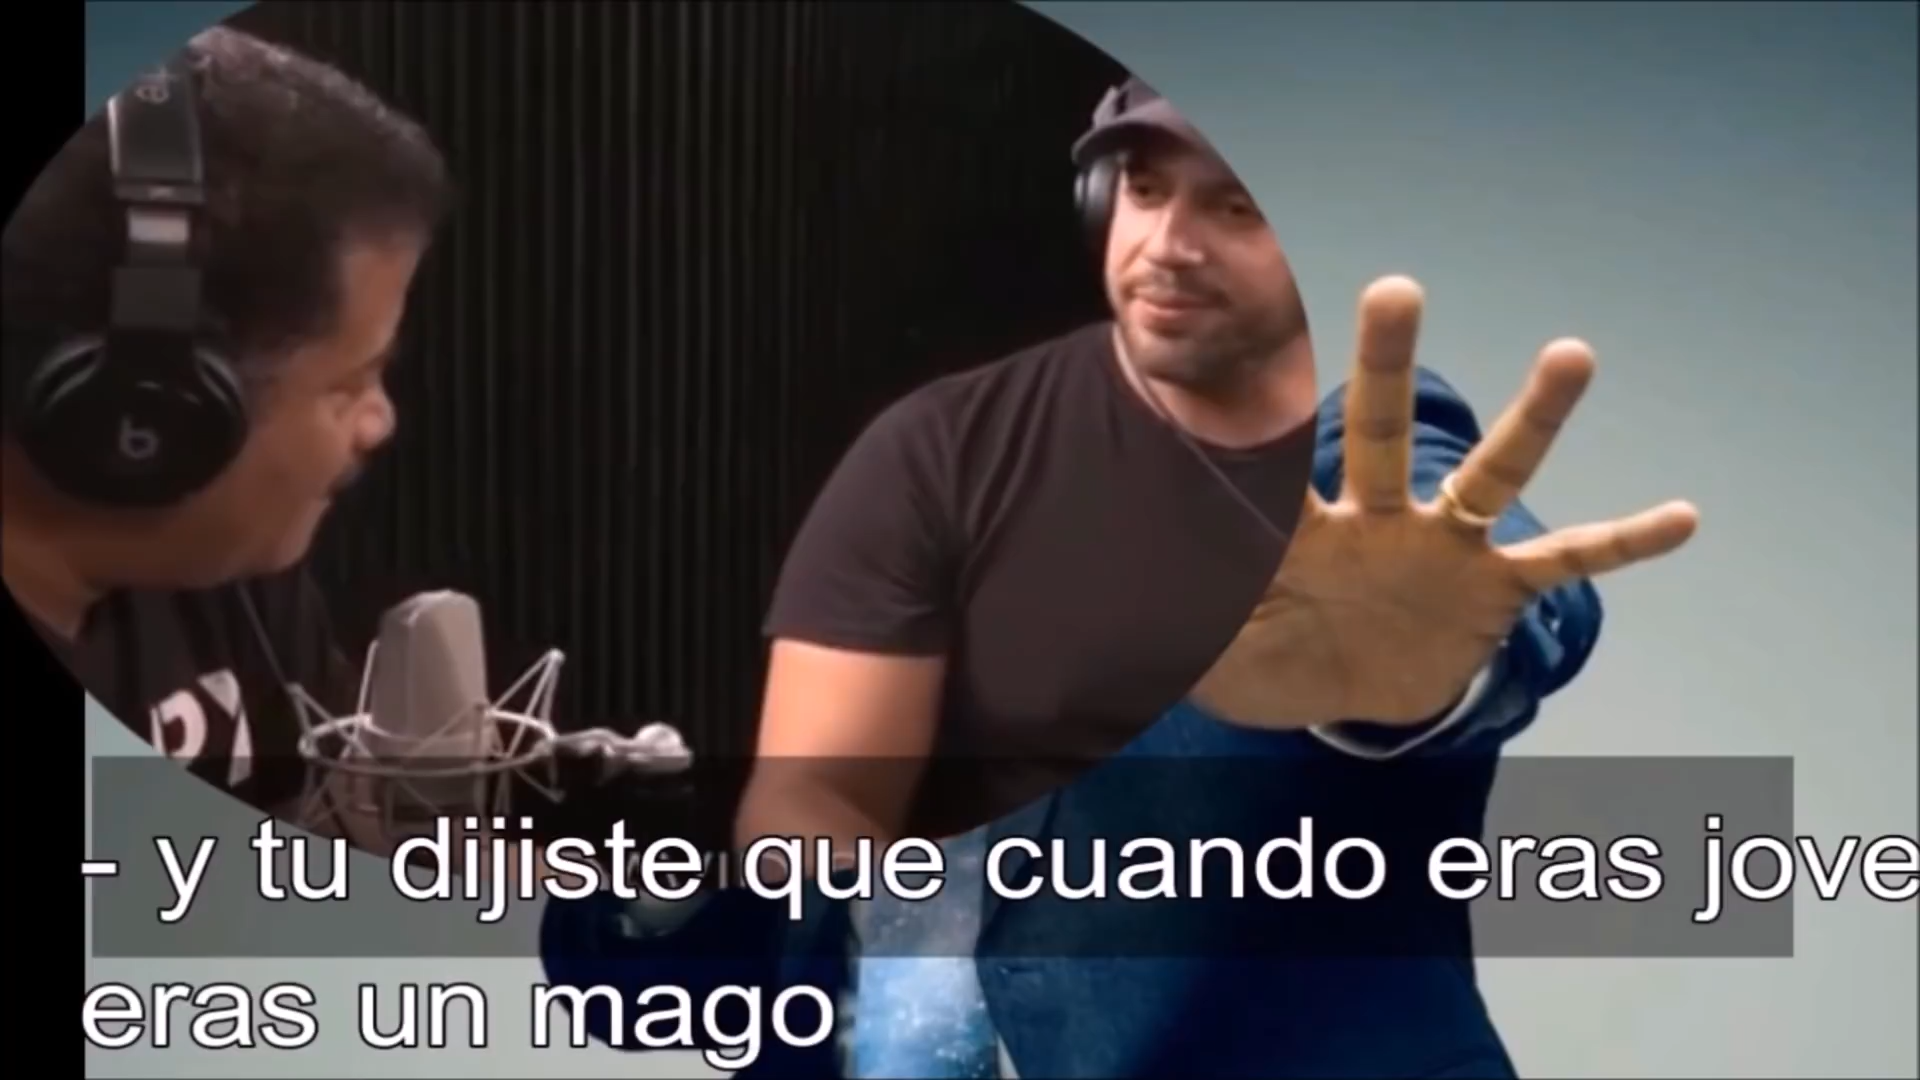 - y tu dijiste que cuando eras jove
eras un mago